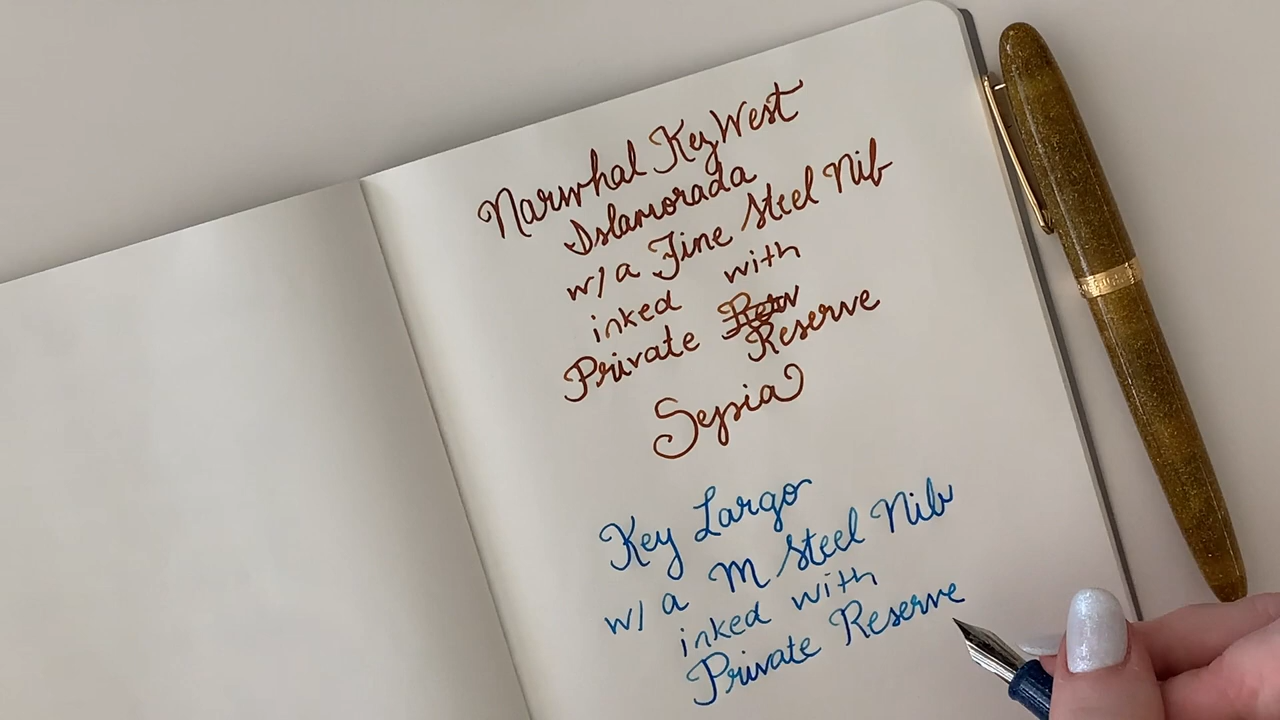 Narwhal Key West
Islamorada
w/a Fine Steel Nib
inked with
Private Reserve
Sepia
Key Largo
w/ a M Steel Nib
inked with
Private Reserve